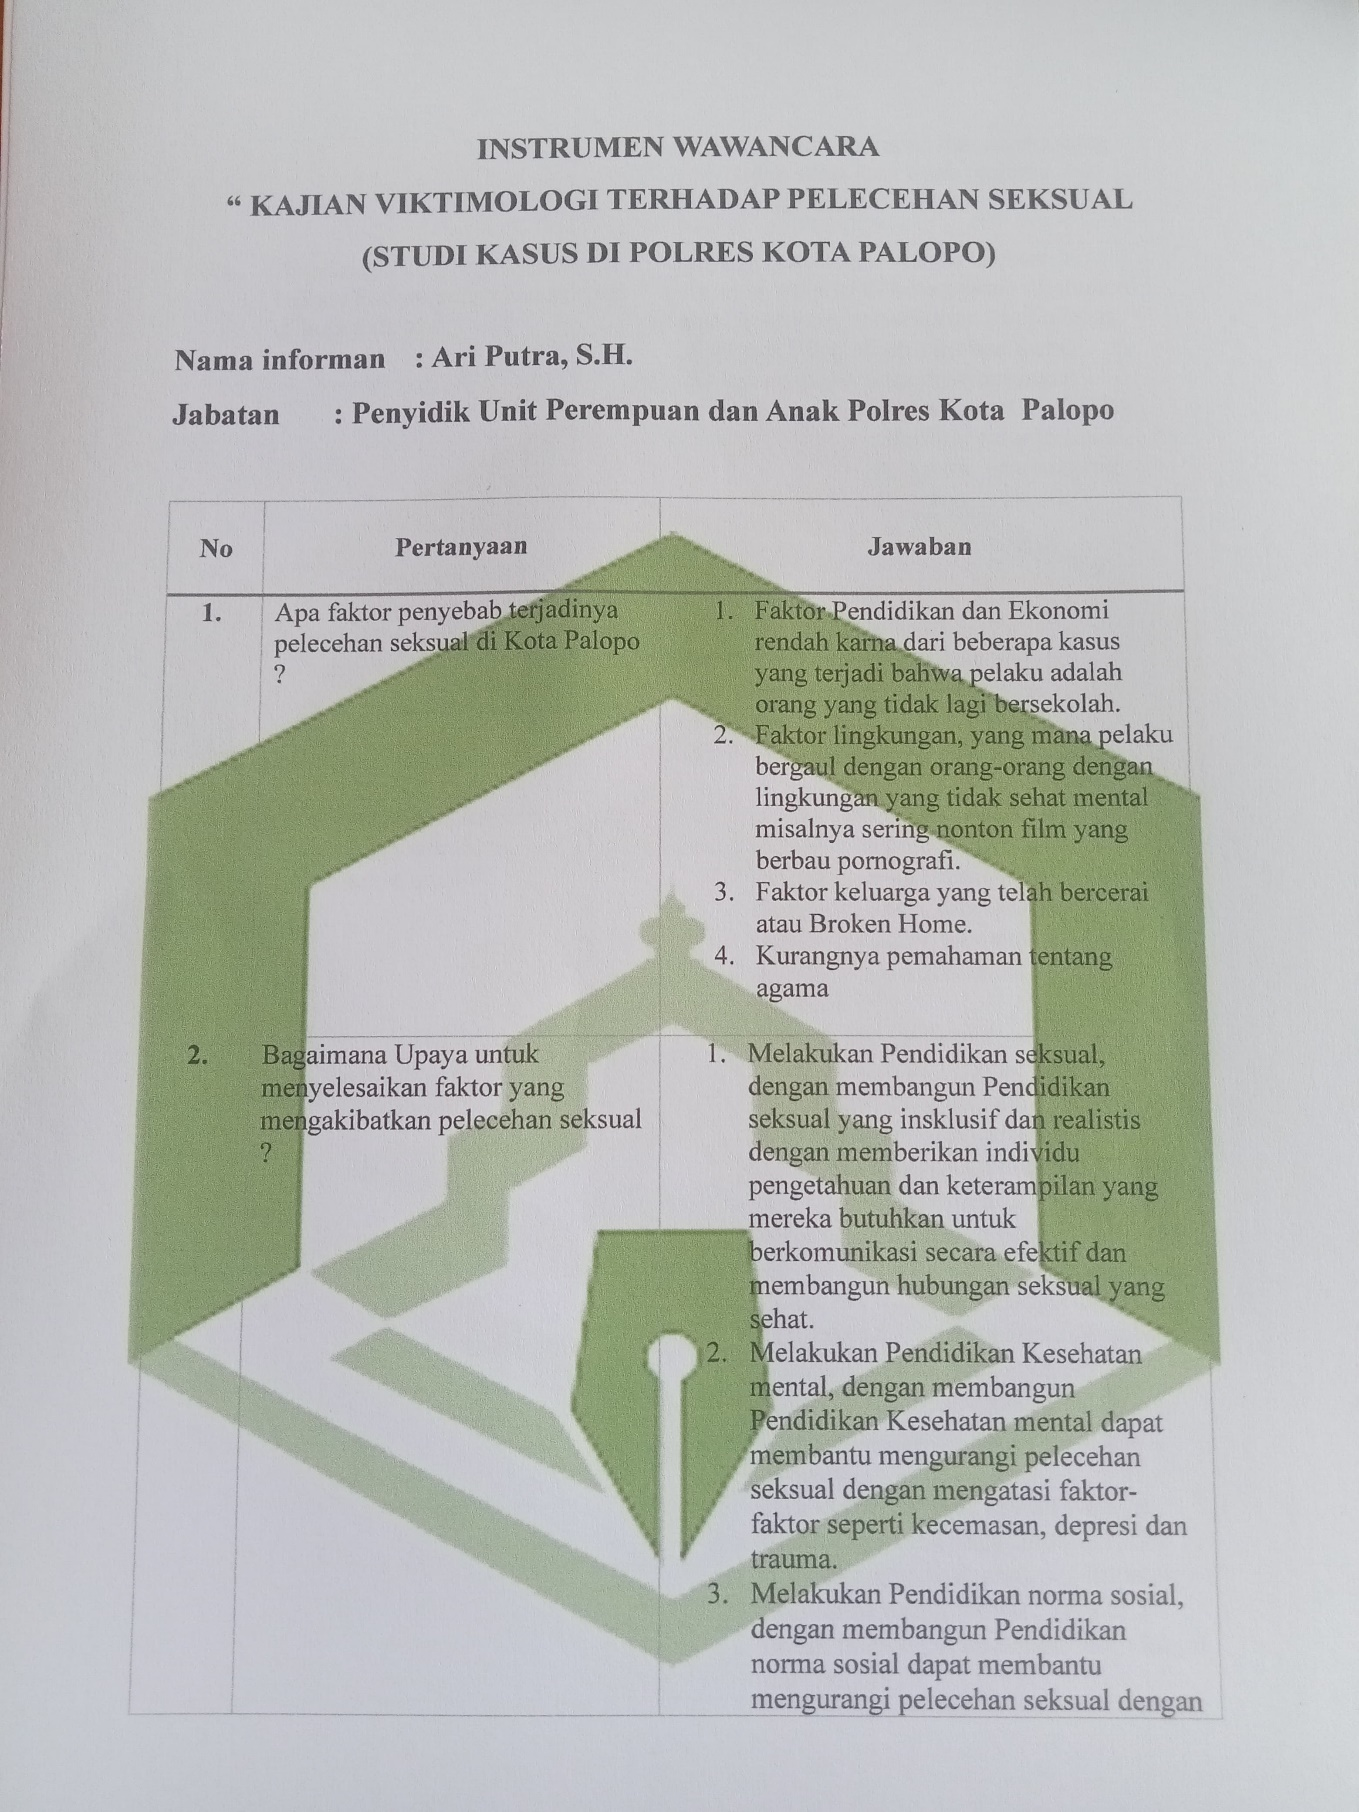 INSTRUMEN WAWANCARA
“ KAJIAN VIKTIMOLOGI TERHADAP PELECEHAN SEKSUAL
(STUDI KASUS DI POLRES KOTA PALOPO)
Nama informan : Ari Putra, S.H.
Jabatan : Penyidik Unit Perempuan dan Anak Polres Kota Palopo
No Pertanyaan Jawaban
1. Apa faktor penyebab terjadinya
pelecehan seksual di Kota Palopo
?
1. Faktor Pendidikan dan Ekonomi
rendah karna dari beberapa kasus
yang terjadi bahwa pelaku adalah
orang yang tidak lagi bersekolah.
2. Faktor lingkungan, yang mana pelaku
bergaul dengan orang-orang dengan
lingkungan yang tidak sehat mental
misalnya sering nonton film yang
berbau pornografi.
3. Faktor keluarga yang telah bercerai
atau Broken Home.
4. Kurangnya pemahaman tentang
agama
2. Bagaimana Upaya untuk
menyelesaikan faktor yang
mengakibatkan pelecehan seksual
?
1. Melakukan Pendidikan seksual,
dengan membangun Pendidikan
seksual yang insklusif dan realistis
dengan memberikan individu
pengetahuan dan keterampilan yang
mereka butuhkan untuk
berkomunikasi secara efektif dan
membangun hubungan seksual yang
sehat.
2. Melakukan Pendidikan Kesehatan
mental, dengan membangun
Pendidikan Kesehatan mental dapat
membantu mengurangi pelecehan
seksual dengan mengatasi faktor-
faktor seperti kecemasan, depresi dan
trauma.
3. Melakukan Pendidikan norma sosial,
dengan membangun Pendidikan
norma sosial dapat membantu
mengurangi pelecehan seksual dengan